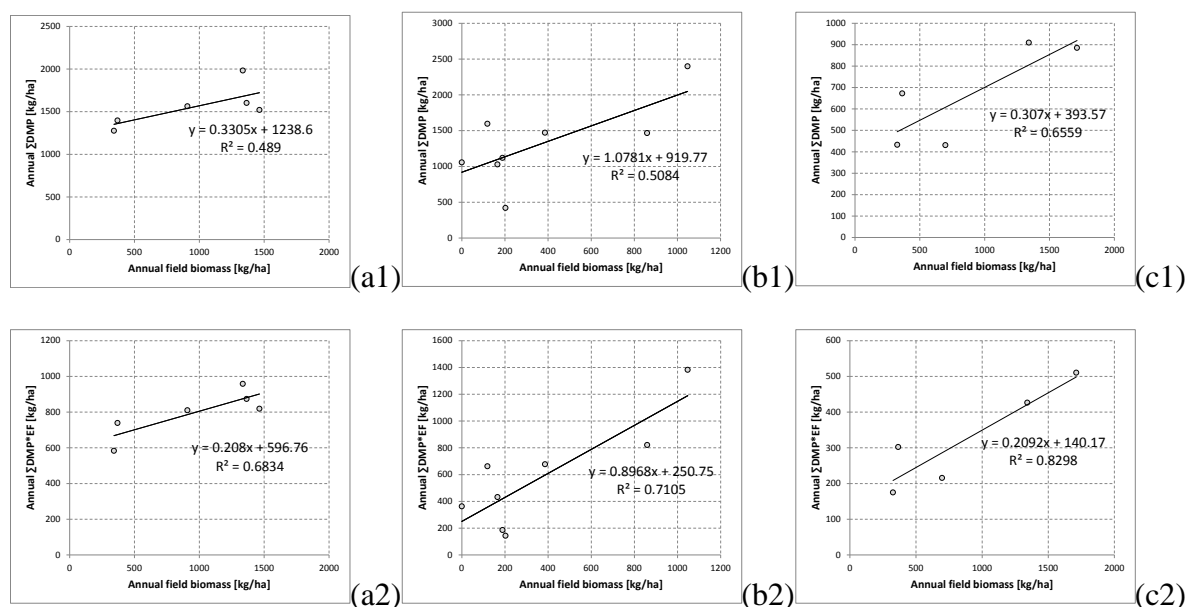 Annual ∑DMP [kg/ha]
2500
2000
1500
1000
500
0
y = 0.3305x + 1238.6
R² = 0.489
0 500 1000 1500 2000
Annual field biomass [kg/ha]
(a1)
Annual ∑DMP [kg/ha]
3000
2500
2000
1500
1000
500
0
y = 1.0781x + 919.77
R² = 0.5084
0 200 400 600 800 1000 1200
Annual field biomass [kg/ha]
(b1)
Annual ∑DMP [kg/ha]
1000
900
800
700
600
500
400
300
200
100
0
y = 0.307x + 393.57
R² = 0.6559
0 500 1000 1500 2000
Annual field biomass [kg/ha]
(c1)
Annual ∑DMP*EF [kg/ha]
1200
1000
800
600
400
200
0
y = 0.208x + 596.76
R² = 0.6834
0 500 1000 1500 2000
Annual field biomass [kg/ha]
(a2)
Annual ∑DMP*EF [kg/ha]
1600
1400
1200
1000
800
600
400
200
0
y = 0.8968x + 250.75
R² = 0.7105
0 200 400 600 800 1000 1200
Annual field biomass [kg/ha]
(b2)
Annual ∑DMP*EF [kg/ha]
600
500
400
300
200
100
0
y = 0.2092x + 140.17
R² = 0.8298
0 500 1000 1500 2000
Annual field biomass [kg/ha]
(c2)